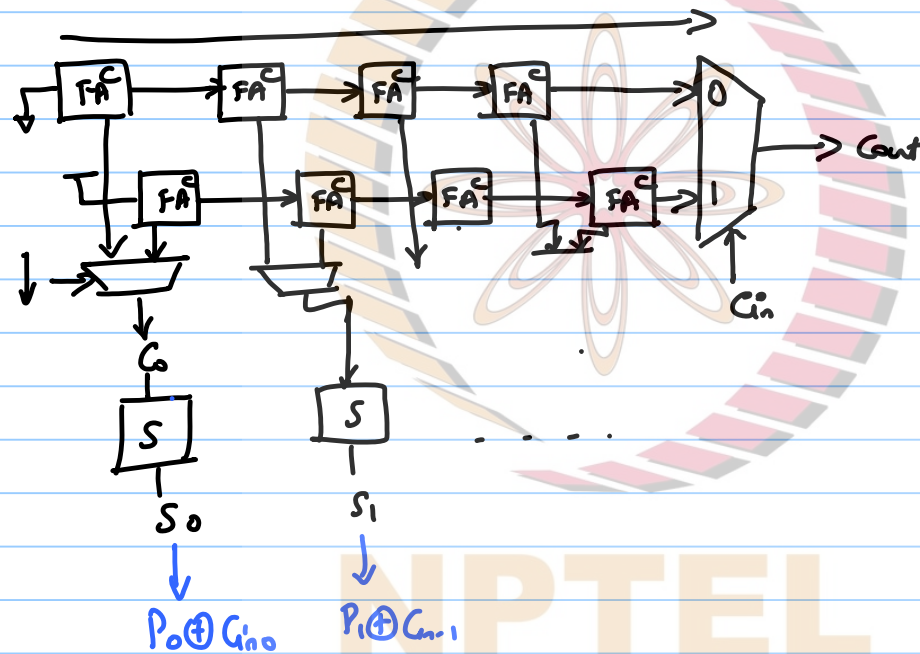 FA^C FA^C FA^C FA^C 0
Cout
FA^C FA^C FA^C FA^C 1
Cin
C₀
S S
S₀ S₁
P₀⊕Cin₀ P₁⊕Cin-1
NPTEL